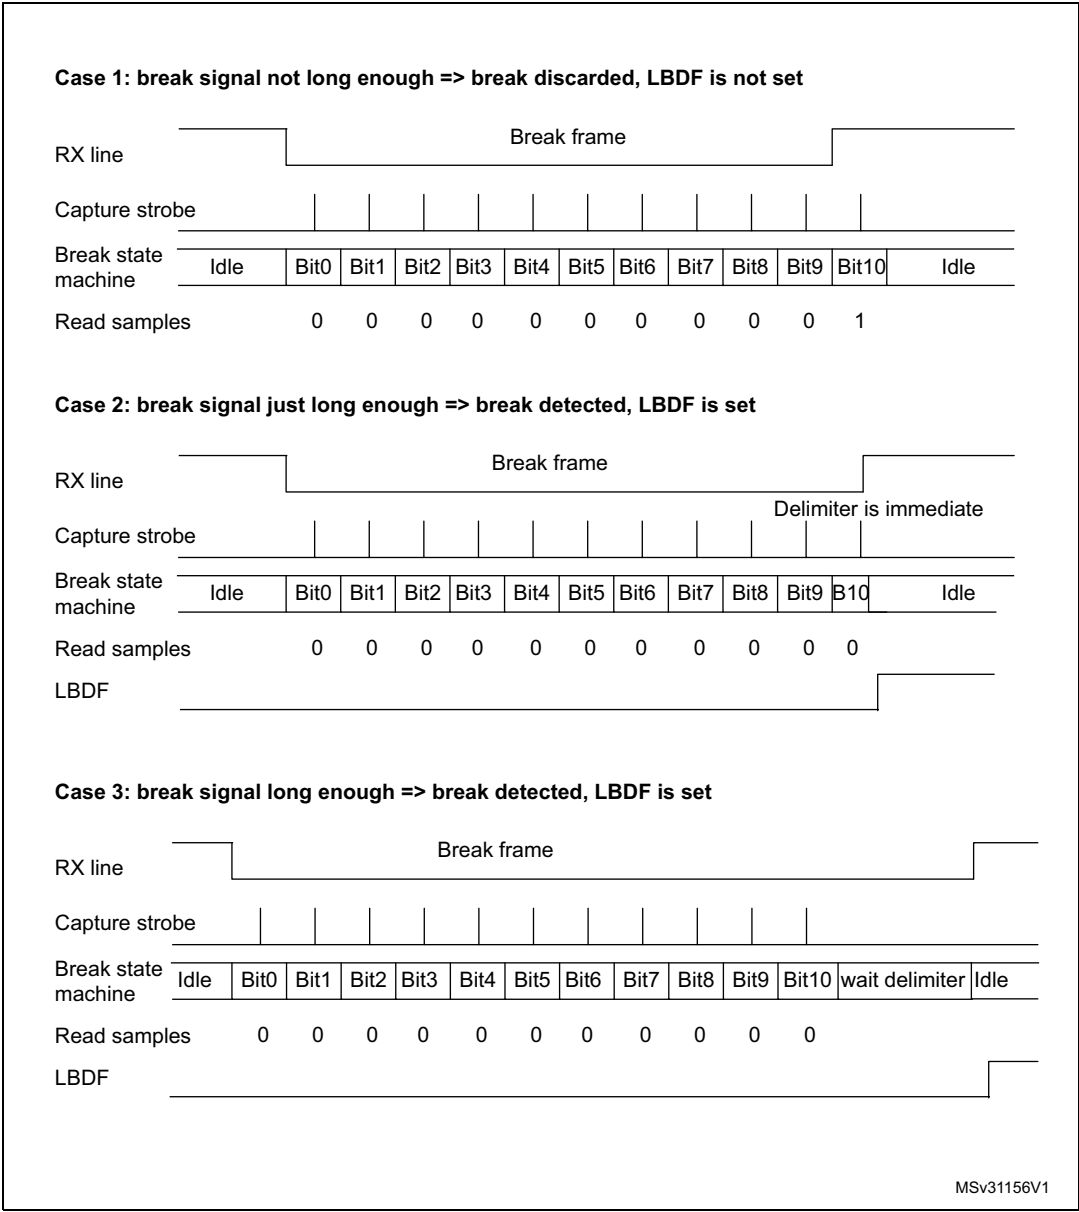 Case 1: break signal not long enough => break discarded, LBDF is not set
Break frame
RX line
Capture strobe
Break state machine Idle Bit0 Bit1 Bit2 Bit3 Bit4 Bit5 Bit6 Bit7 Bit8 Bit9 Bit10 Idle
Read samples 0 0 0 0 0 0 0 0 0 0 1
Case 2: break signal just long enough => break detected, LBDF is set
Break frame
RX line
Delimiter is immediate
Capture strobe
Break state machine Idle Bit0 Bit1 Bit2 Bit3 Bit4 Bit5 Bit6 Bit7 Bit8 Bit9 B10 Idle
Read samples 0 0 0 0 0 0 0 0 0 0 0
LBDF
Case 3: break signal long enough => break detected, LBDF is set
Break frame
RX line
Capture strobe
Break state machine Idle Bit0 Bit1 Bit2 Bit3 Bit4 Bit5 Bit6 Bit7 Bit8 Bit9 Bit10 wait delimiter Idle
Read samples 0 0 0 0 0 0 0 0 0 0 0
LBDF
MSv31156V1